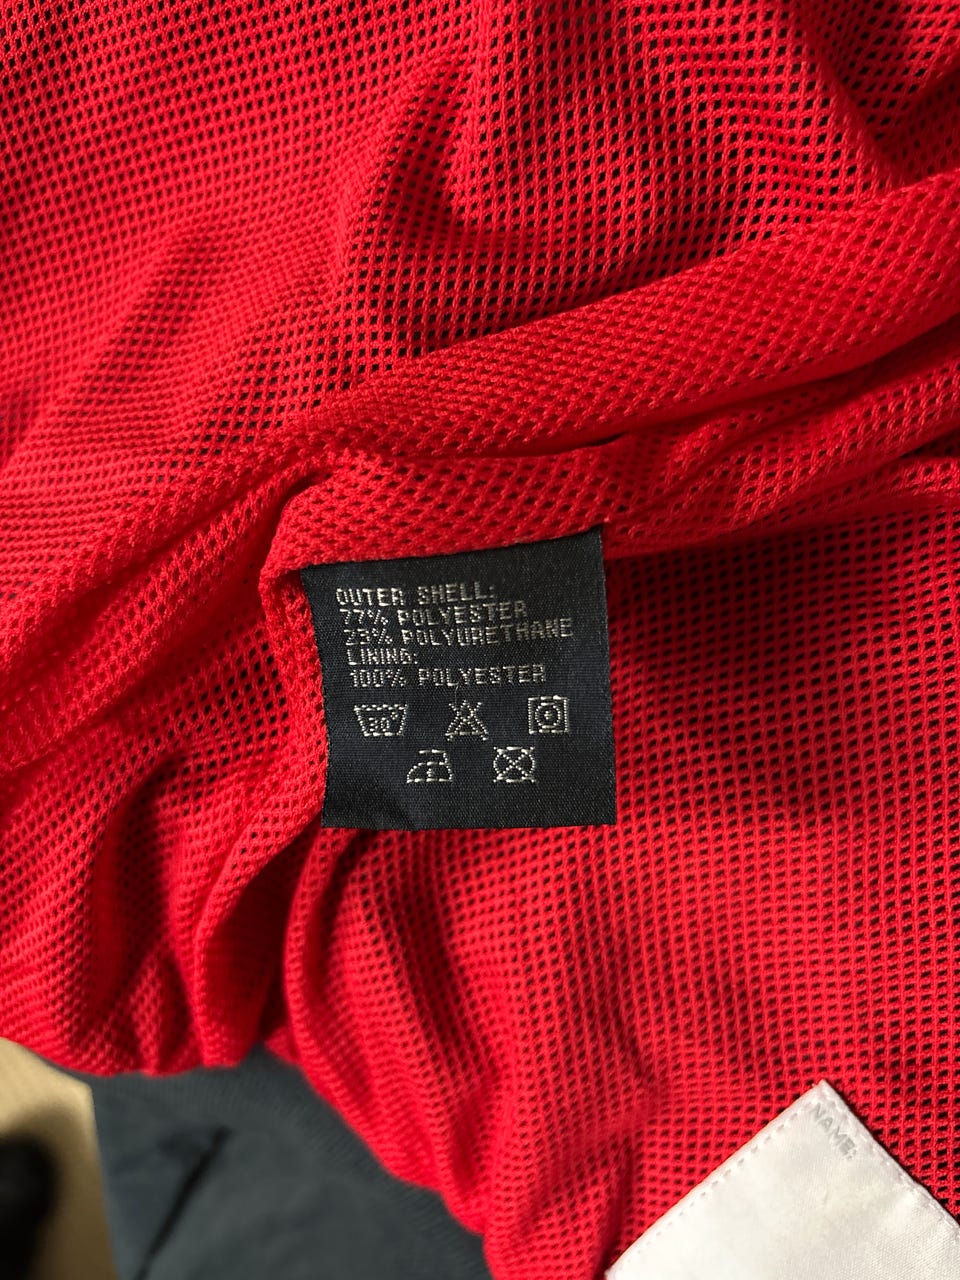 OUTER SHELL:
77% POLYESTER
23% POLYURETHANE
LINING:
100% POLYESTER
30°
NAME: